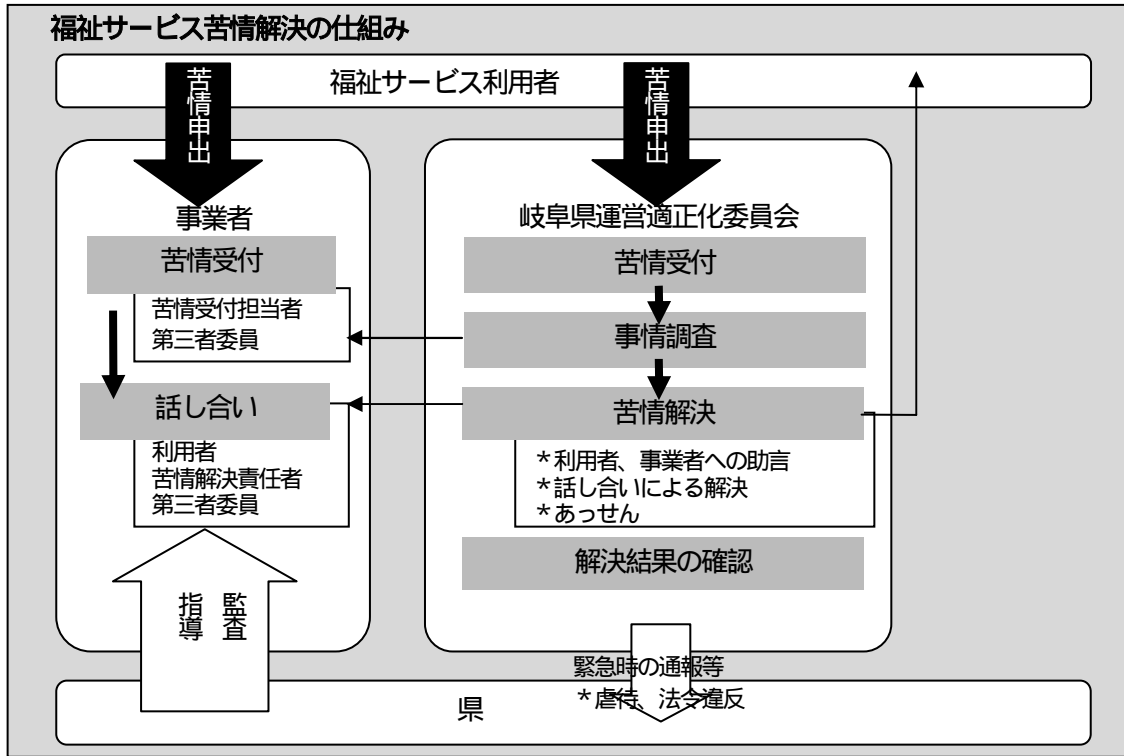 福祉サービス苦情解決の仕組み
福祉サービス利用者
苦情申出
苦情申出
事業者
苦情受付
苦情受付担当者
第三者委員
話し合い
利用者
苦情解決責任者
第三者委員
指導
監査
岐阜県運営適正化委員会
苦情受付
事情調査
苦情解決
*利用者、事業者への助言
*話し合いによる解決
*あっせん
解決結果の確認
緊急時の通報等
*虐待、法令違反
県